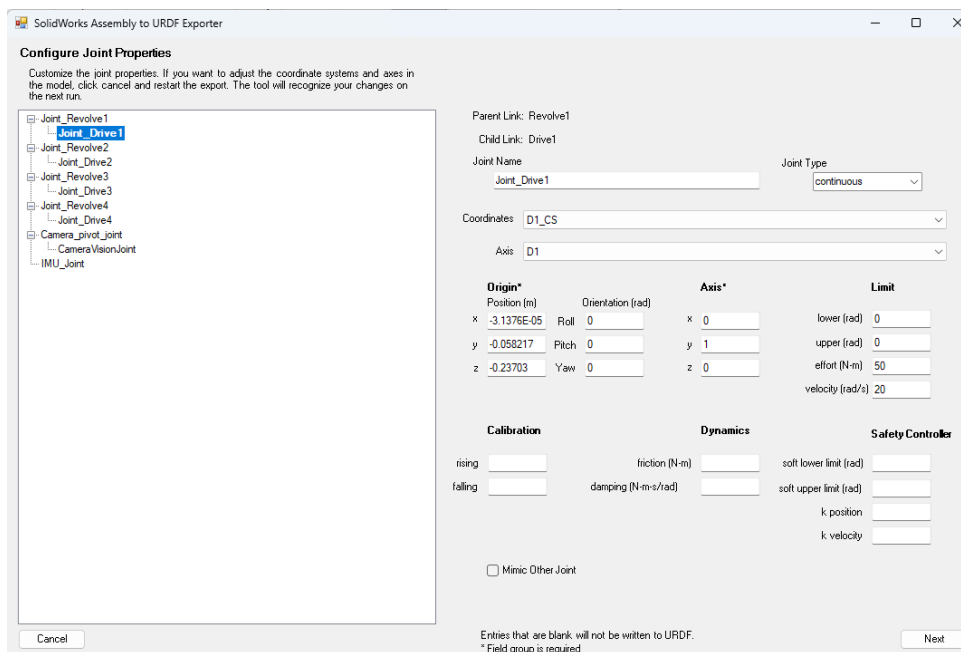 SolidWorks Assembly to URDF Exporter
Configure Joint Properties
Customize the joint properties. If you want to adjust the coordinate systems and axes in
the model, click cancel and restart the export. The tool will recognize your changes on
the next run.
Joint_Revolve1
Joint_Drive1
Joint_Revolve2
Joint_Drive2
Joint_Revolve3
Joint_Drive3
Joint_Revolve4
Joint_Drive4
Camera_pivot_joint
CameraVisionJoint
IMU_Joint
Parent Link: Revolve1
Child Link: Drive1
Joint Name Joint Type
Joint_Drive1 continuous
Coordinates D1_CS
Axis D1
Origin* Axis* Limit
Position (m) Orientation (rad)
x -3.1376E-05 Roll 0 x 0 lower (rad) 0
y -0.058217 Pitch 0 y 1 upper (rad) 0
z -0.23703 Yaw 0 z 0 effort (N-m) 50
velocity (rad/s) 20
Calibration Dynamics Safety Controller
rising friction (N-m) soft lower limit (rad)
falling damping (N-m-s/rad) soft upper limit (rad)
k position
k velocity
Mimic Other Joint
Entries that are blank will not be written to URDF.
* Field group is required
Cancel Next